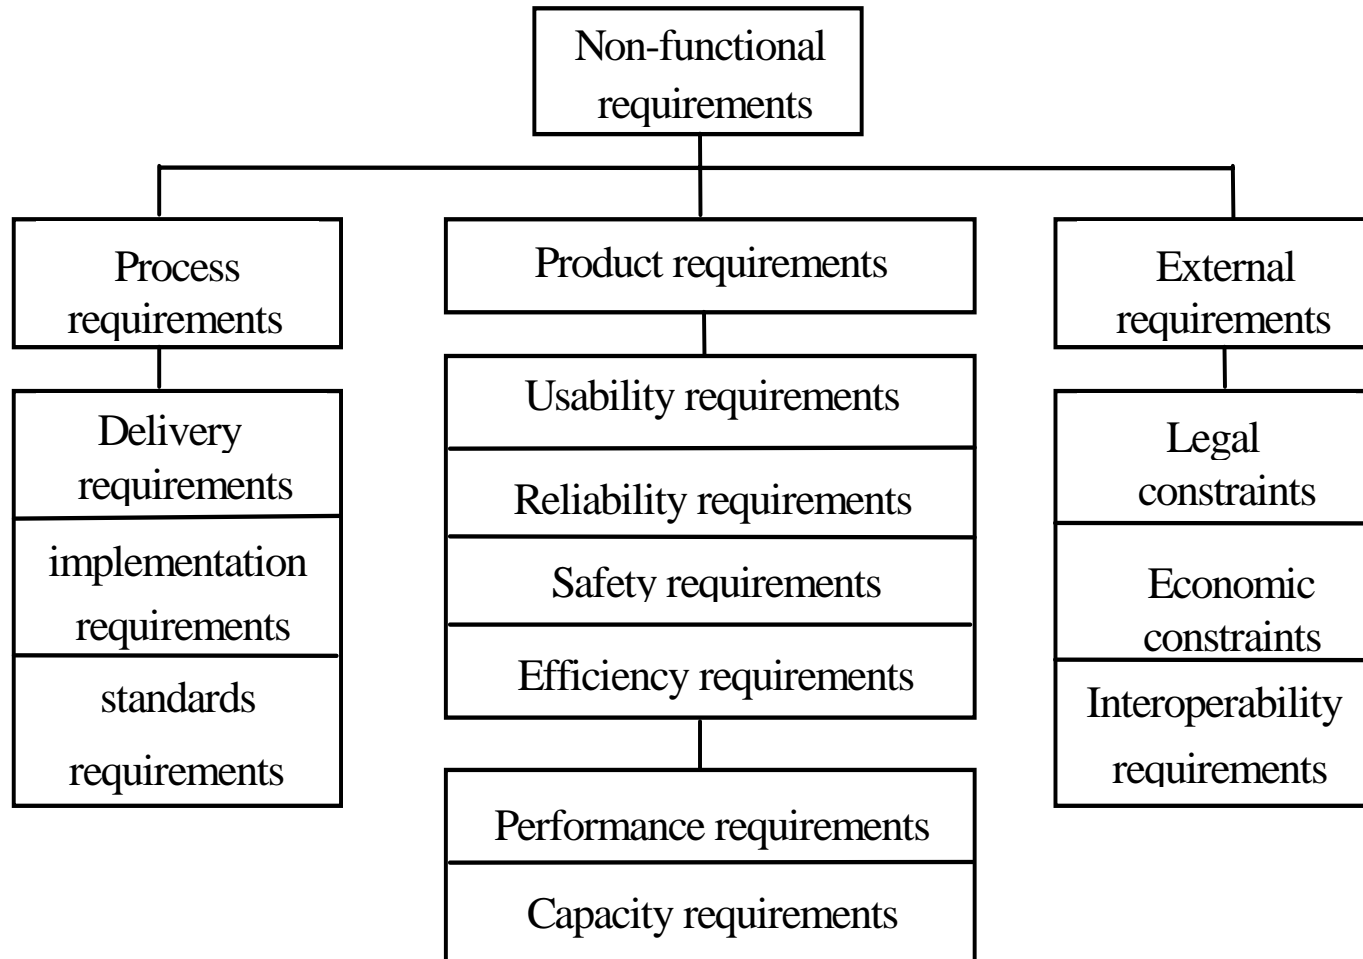 Non-functional
requirements
Process
requirements
Delivery
requirements
implementation
requirements
standards
requirements
Product requirements
Usability requirements
Reliability requirements
Safety requirements
Efficiency requirements
Performance requirements
Capacity requirements
External
requirements
Legal
constraints
Economic
constraints
Interoperability
requirements